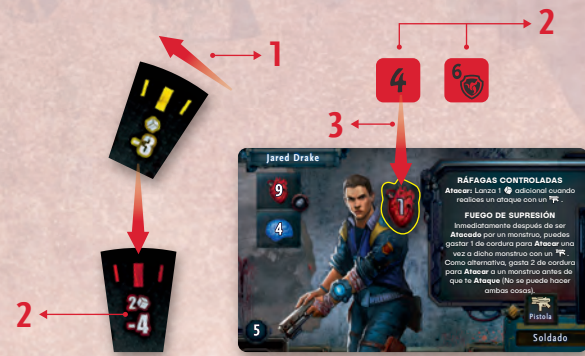 1
-3
2
-4
2
2
4
6
3
Jared Drake
9
4
1
RÁFAGAS CONTROLADAS
Atacar: Lanza 1 adicional cuando
realices un ataque con un .
FUEGO DE SUPRESIÓN
Inmediatamente después de ser
Atacado por un monstruo, puedes
gastar 1 de cordura para Atacar una
vez a dicho monstruo con un .
Como alternativa, gasta 2 de cordura
para Atacar a un monstruo antes de
que te Ataque (No se puede hacer
ambas cosas).
Pistola
5
Soldado